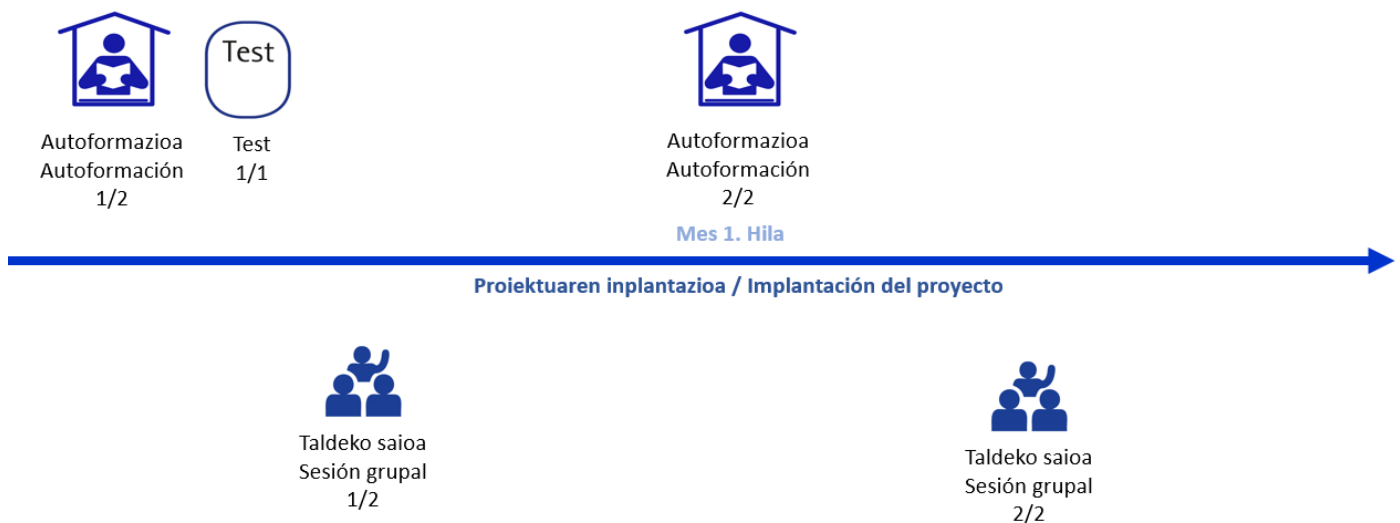 Test
Autoformazioa
Autoformación
1/2
Test
1/1
Autoformazioa
Autoformación
2/2
Mes 1. Hila
Proiektuaren inplantazioa / Implantación del proyecto
Taldeko saioa
Sesión grupal
1/2
Taldeko saioa
Sesión grupal
2/2